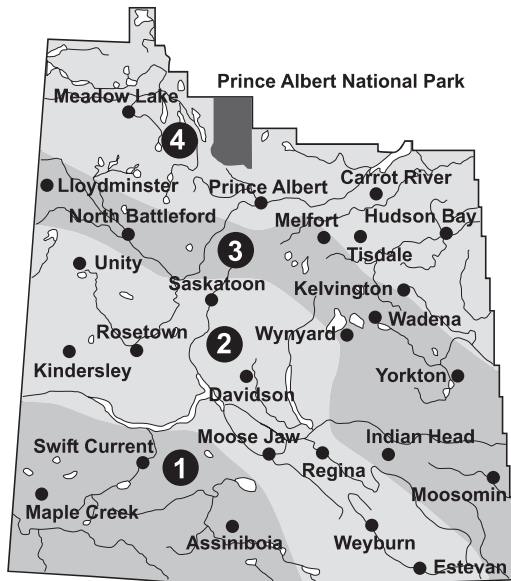 Prince Albert National Park
Meadow Lake
4
Carrot River
Lloydminster
Prince Albert
North Battleford
Melfort
Hudson Bay
3
Tisdale
Unity
Saskatoon
Kelvington
Wadena
Rosetown
2
Wynyard
Kindersley
Yorkton
Davidson
Swift Current
Moose Jaw
Indian Head
1
Regina
Moosomin
Maple Creek
Assiniboia
Weyburn
Estevan